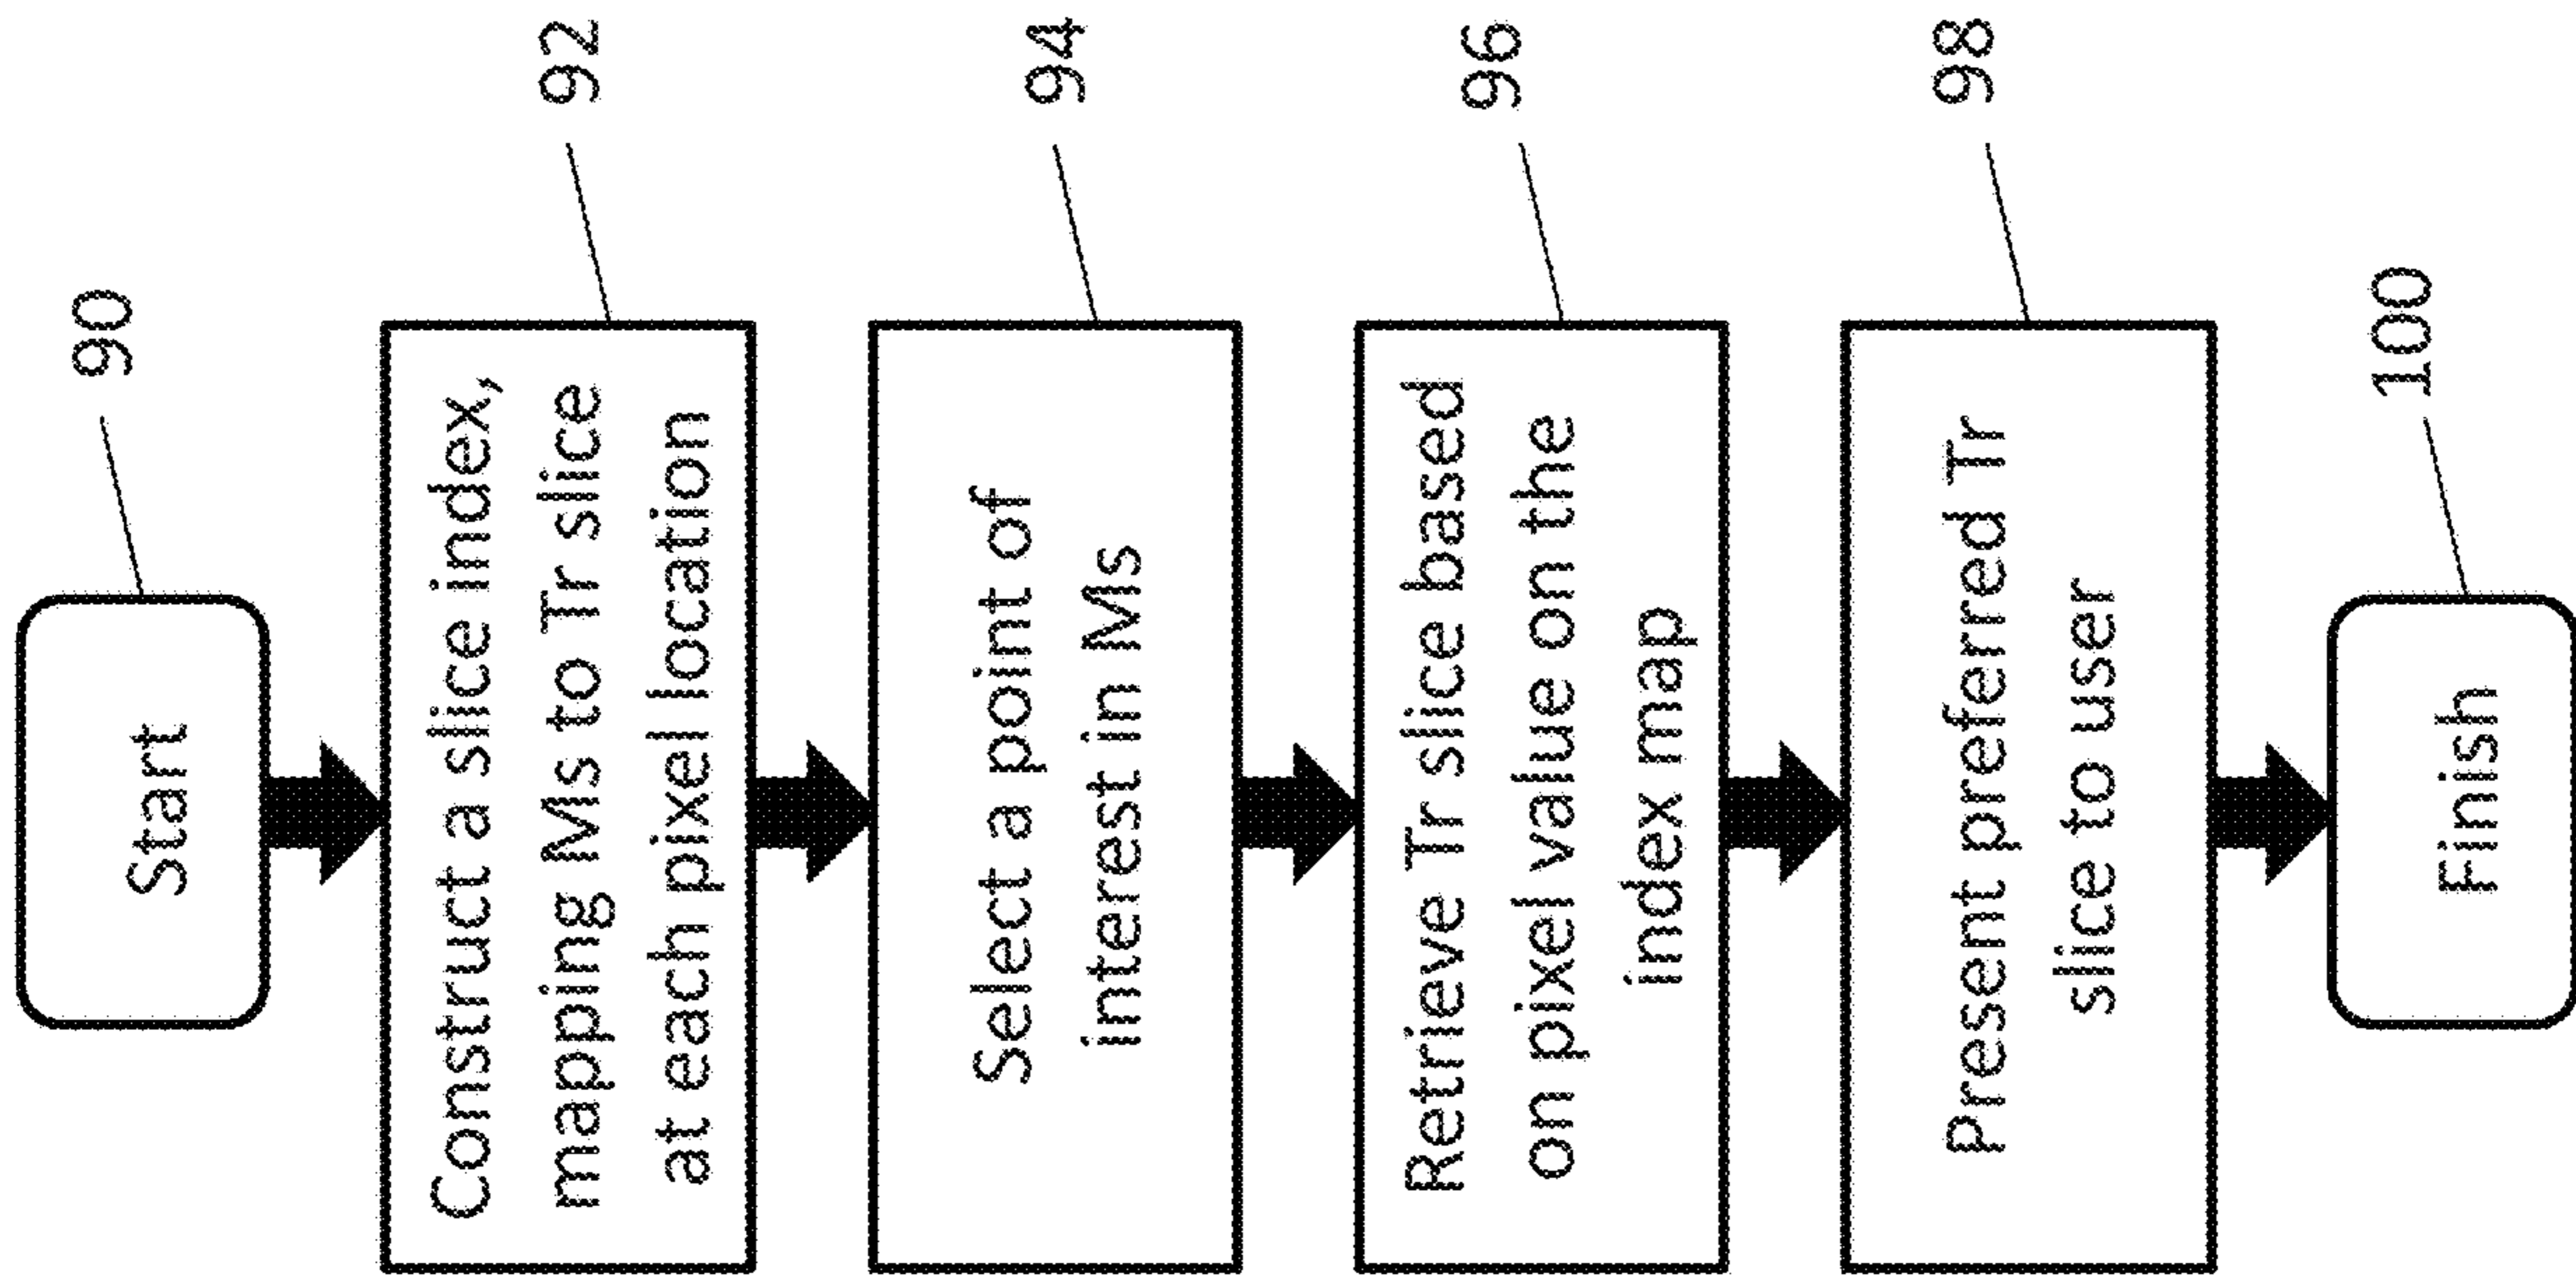 Start
90
Construct a slice index,
mapping Ms to Tr slice
at each pixel location
92
Select a point of
interest in Ms
94
Retrieve Tr slice based
on pixel value on the
index map
96
Present preferred Tr
slice to user
98
Finish
100